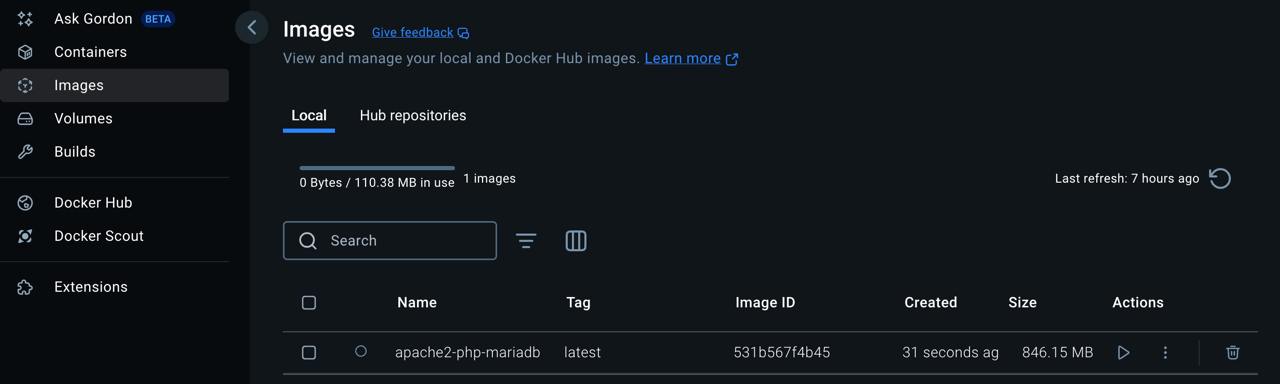 Ask Gordon BETA
Containers
Images
Volumes
Builds
Docker Hub
Docker Scout
Extensions
Images Give feedback
View and manage your local and Docker Hub images. Learn more
Local Hub repositories
0 Bytes / 110.38 MB in use 1 images
Last refresh: 7 hours ago
Search
Name Tag Image ID Created Size Actions
apache2-php-mariadb latest 531b567f4b45 31 seconds ag 846.15 MB